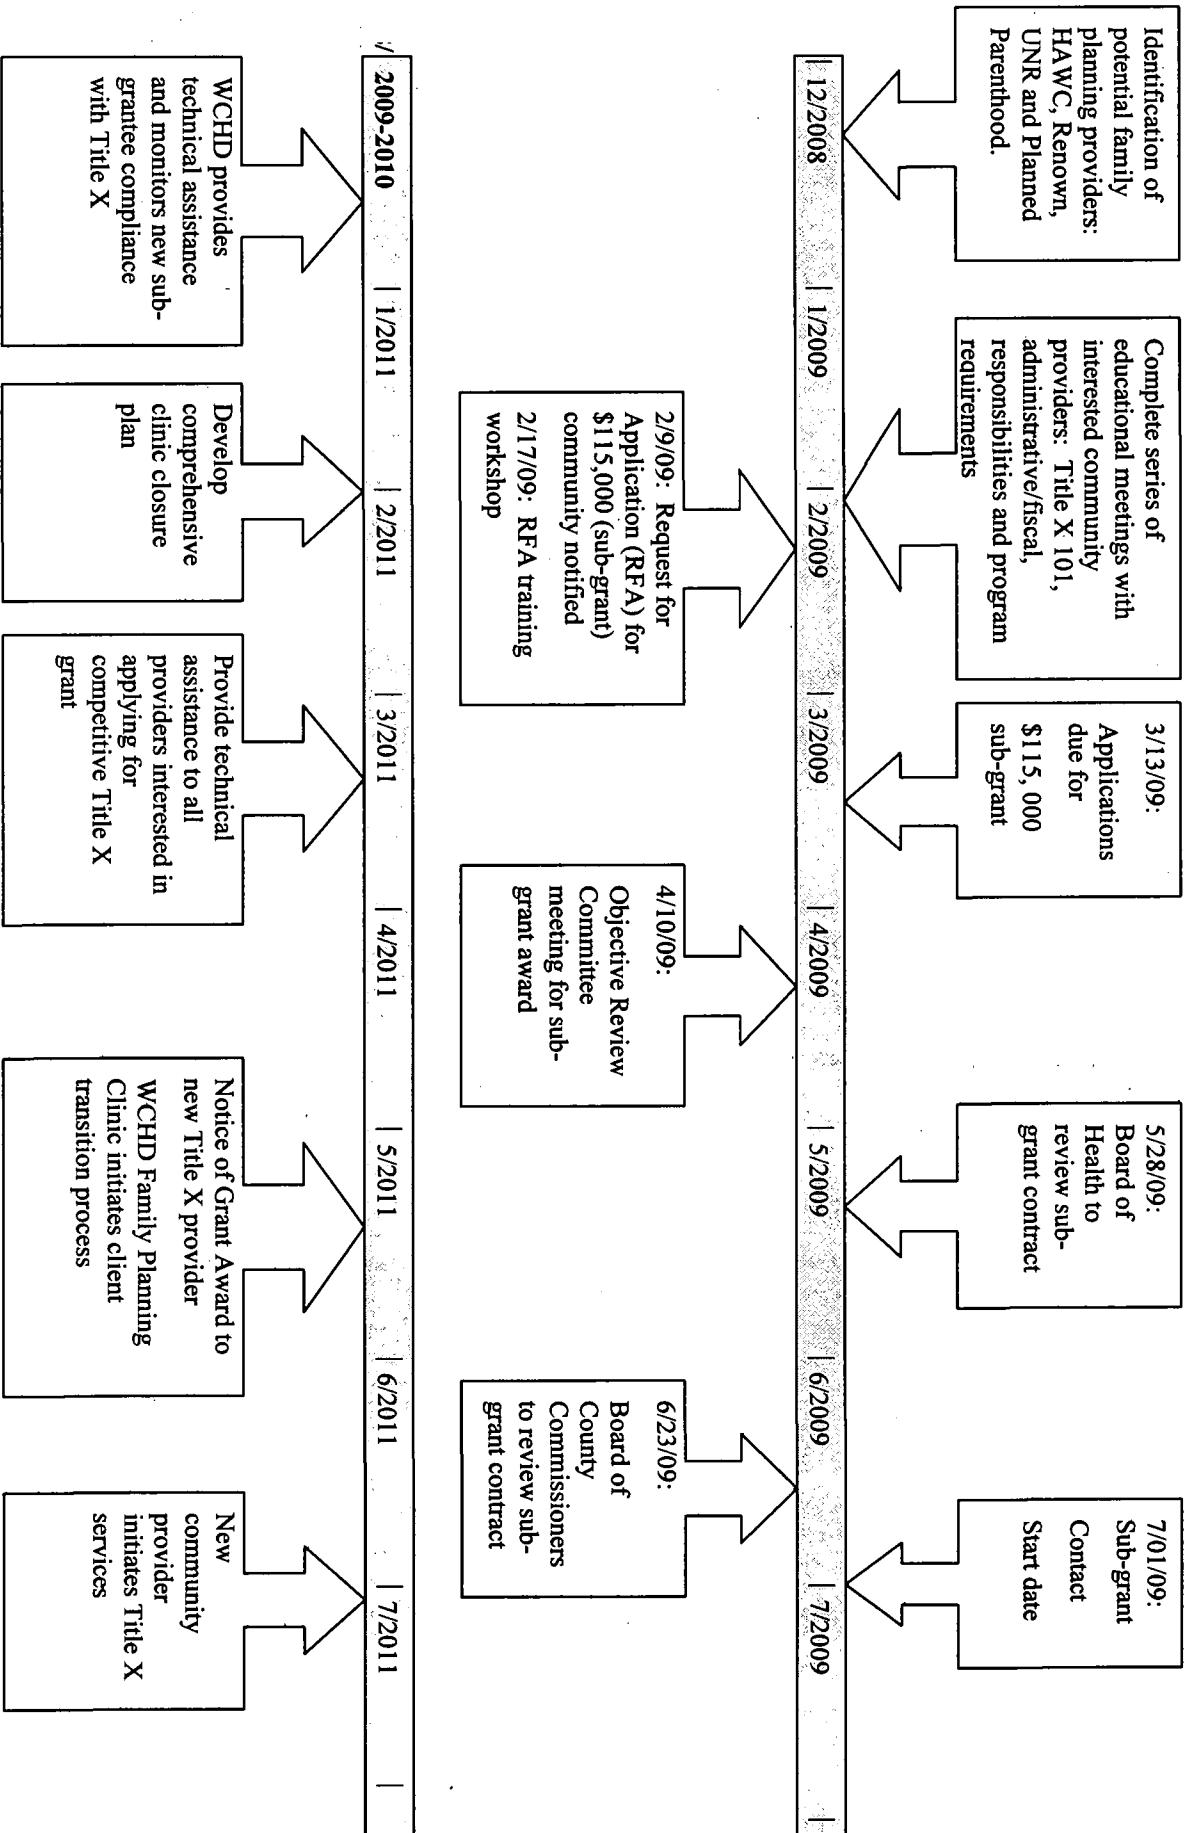 Identification of
potential family
planning providers:
HAWC, Renown,
UNR and Planned
Parenthood.
Complete series of
educational meetings with
interested community
providers: Title X 101,
administrative/fiscal,
responsibilities and program
requirements
3/13/09:
Applications
due for
$115, 000
sub-grant
5/28/09:
Board of
Health to
review sub-
grant contract
7/01/09:
Sub-grant
Contact
Start date
| 12/2008 | 1/2009 | 2/2009 | 3/2009 | 4/2009 | 5/2009 | 6/2009 | 7/2009 |
2/9/09: Request for
Application (RFA) for
$115,000 (sub-grant)
community notified
2/17/09: RFA training
workshop
4/10/09:
Objective Review
Committee
meeting for sub-
grant award
6/23/09:
Board of
County
Commissioners
to review sub-
grant contract
2009-2010 | 1/2011 | 2/2011 | 3/2011 | 4/2011 | 5/2011 | 6/2011 | 7/2011 |
WCHD provides
technical assistance
and monitors new sub-
grantee compliance
with Title X
Develop
comprehensive
clinic closure
plan
Provide technical
assistance to all
providers interested in
applying for
competitive Title X
grant
Notice of Grant Award to
new Title X provider
WCHD Family Planning
Clinic initiates client
transition process
New
community
provider
initiates Title X
services